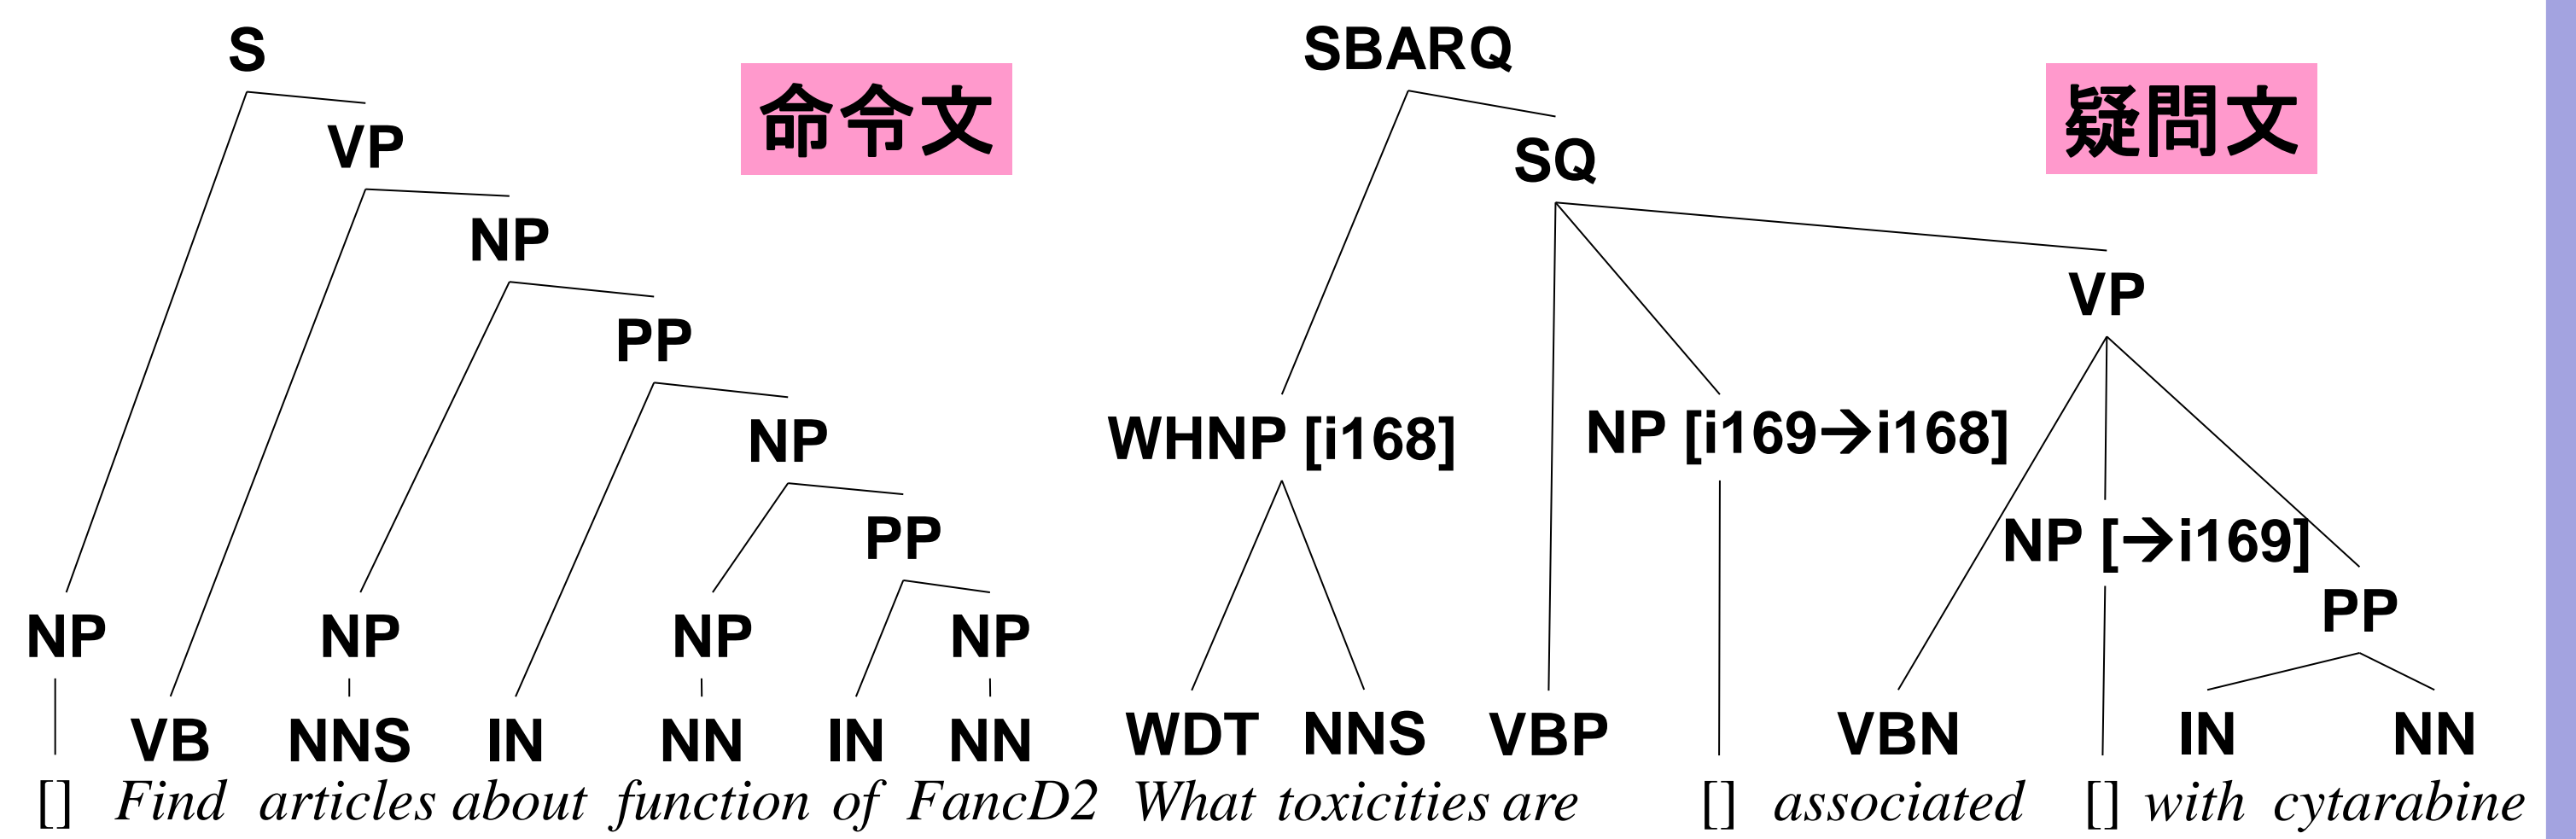 S
VP
NP
PP
NP
PP
NP NP NP NP
VB NNS IN NN IN NN
[] Find articles about function of FancD2
命令文
SBARQ
SQ
VP
WHNP [i168] NP [i169→i168]
NP [→i169]
PP
WDT NNS VBP VBN IN NN
What toxicities are [] associated [] with cytarabine
疑問文